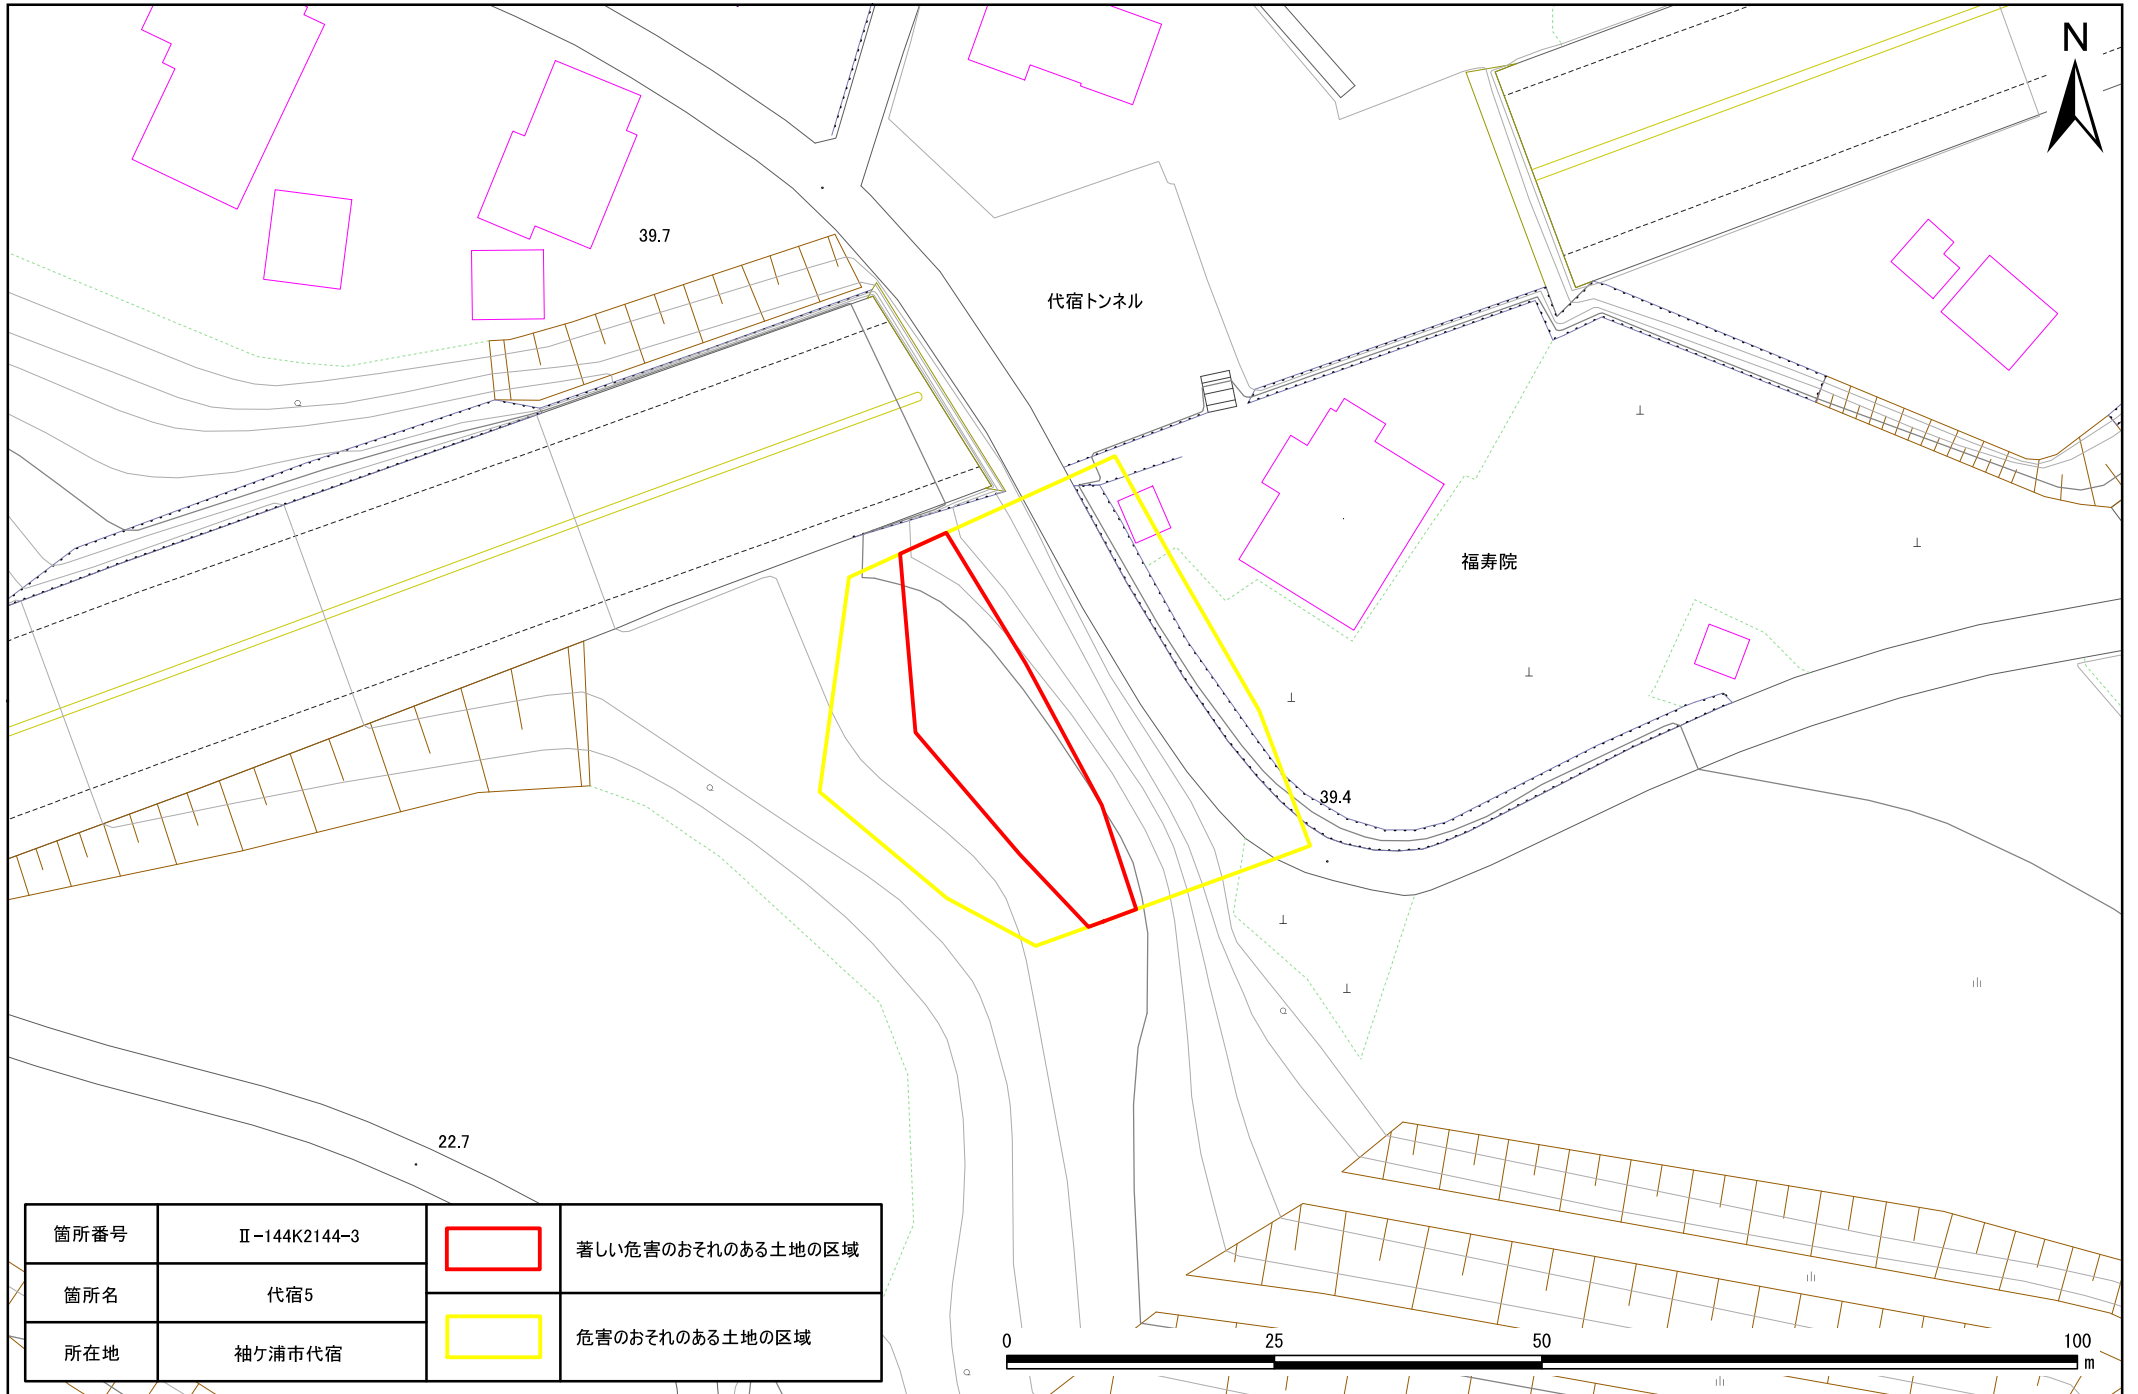 N
39.7
代宿トンネル
福寿院
39.4
22.7
箇所番号 Ⅱ-144K2144-3
箇所名 代宿5
所在地 袖ケ浦市代宿
著しい危害のおそれのある土地の区域
危害のおそれのある土地の区域
0 25 50 100
m